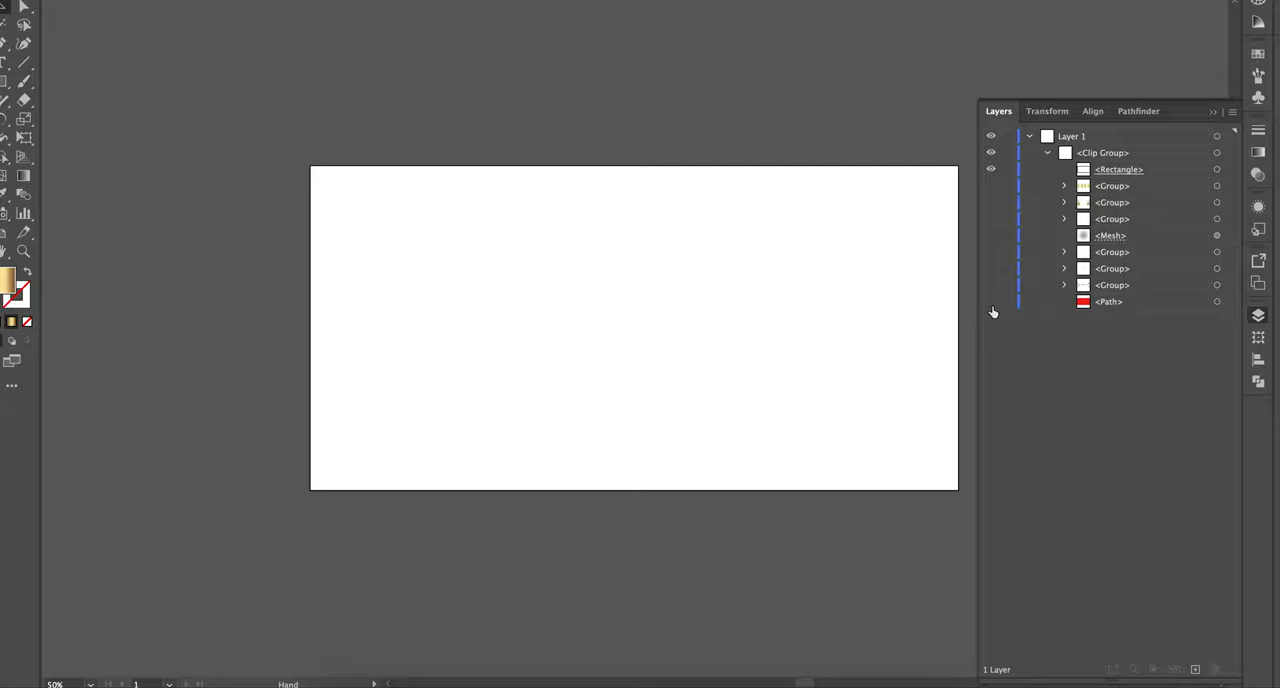 Layers Transform Align Pathfinder
Layer 1
<Clip Group>
<Rectangle>
<Group>
<Group>
<Group>
<Mesh>
<Group>
<Group>
<Group>
<Path>
1 Layer
50% 1 Hand